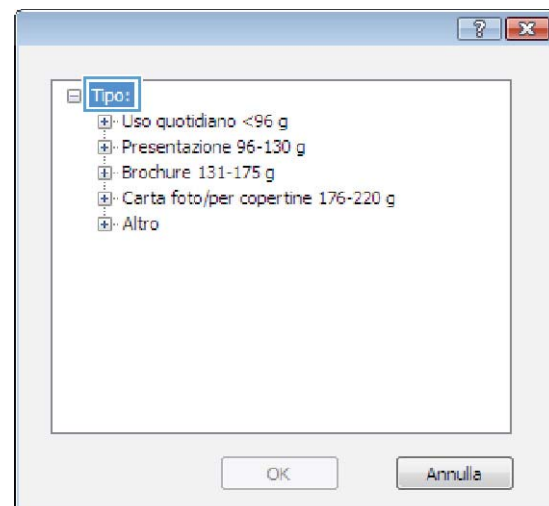 Tipo:
Uso quotidiano <96 g
Presentazione 96-130 g
Brochure 131-175 g
Carta foto/per copertine 176-220 g
Altro
OK
Annulla